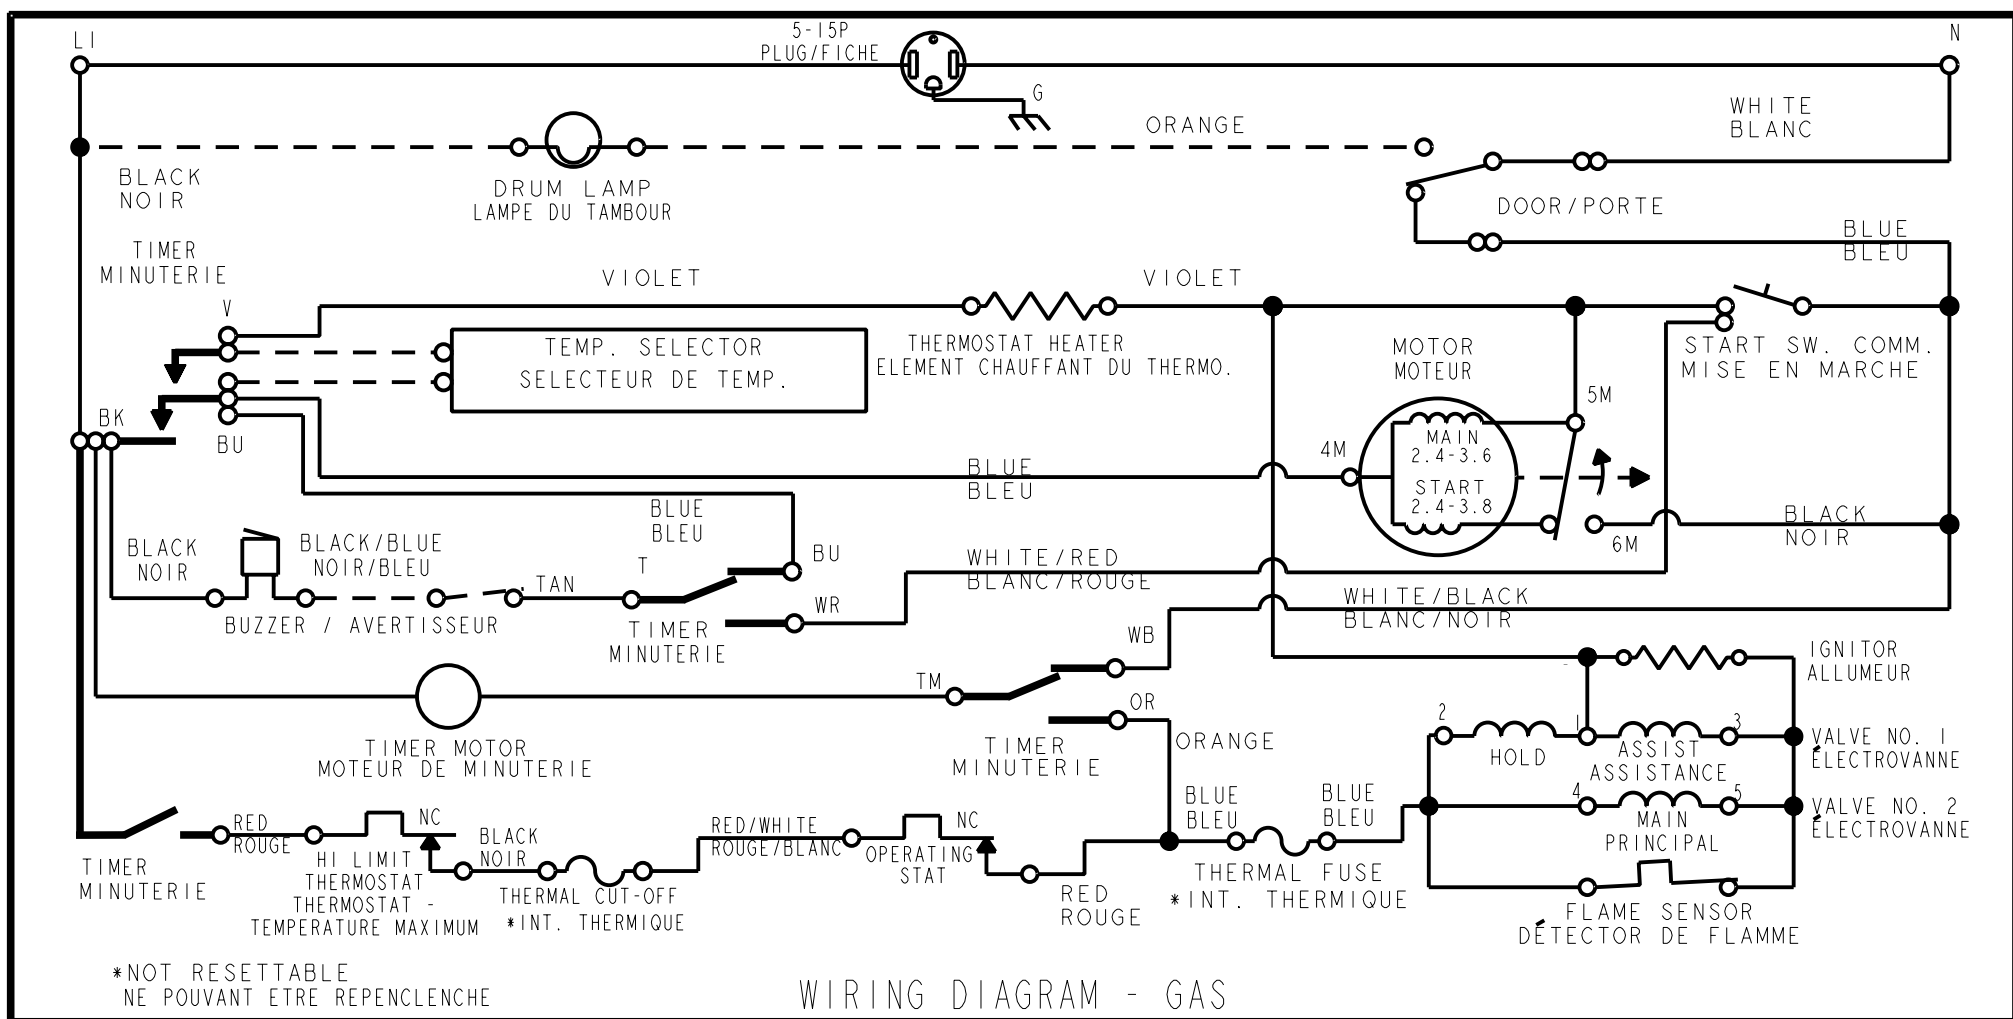 5-15P
PLUG/FICHE
L1
N
G
WHITE
BLANC
ORANGE
BLACK
NOIR
DRUM LAMP
LAMPE DU TAMBOUR
DOOR/PORTE
BLUE
BLEU
TIMER
MINUTERIE
V
VIOLET
VIOLET
TEMP. SELECTOR
SELECTEUR DE TEMP.
THERMOSTAT HEATER
ELEMENT CHAUFFANT DU THERMO.
MOTOR
MOTEUR
START SW. COMM.
MISE EN MARCHE
BK
BU
5M
4M
MAIN
2.4-3.6
START
2.4-3.8
6M
BLUE
BLEU
BLUE
BLEU
BLACK
NOIR
BLACK
NOIR
BLACK/BLUE
NOIR/BLEU
TAN
T
BU
WHITE/RED
BLANC/ROUGE
WR
BUZZER / AVERTISSEUR
TIMER
MINUTERIE
WHITE/BLACK
BLANC/NOIR
WB
TM
OR
IGNITOR
ALLUMEUR
TIMER MOTOR
MOTEUR DE MINUTERIE
TIMER
MINUTERIE
ORANGE
2
HOLD
1
ASSIST
ASSISTANCE
3
VALVE NO. 1
ÉLECTROVANNE
4
MAIN
PRINCIPAL
5
VALVE NO. 2
ÉLECTROVANNE
BLUE
BLEU
BLUE
BLEU
RED
ROUGE
NC
BLACK
NOIR
RED/WHITE
ROUGE/BLANC
NC
OPERATING
STAT
TIMER
MINUTERIE
HI LIMIT
THERMOSTAT
THERMOSTAT -
TEMPERATURE MAXIMUM
THERMAL CUT-OFF
*INT. THERMIQUE
RED
ROUGE
THERMAL FUSE
*INT. THERMIQUE
FLAME SENSOR
DÉTECTOR DE FLAMME
*NOT RESETTABLE
NE POUVANT ETRE REPENCLENCHE
WIRING DIAGRAM - GAS